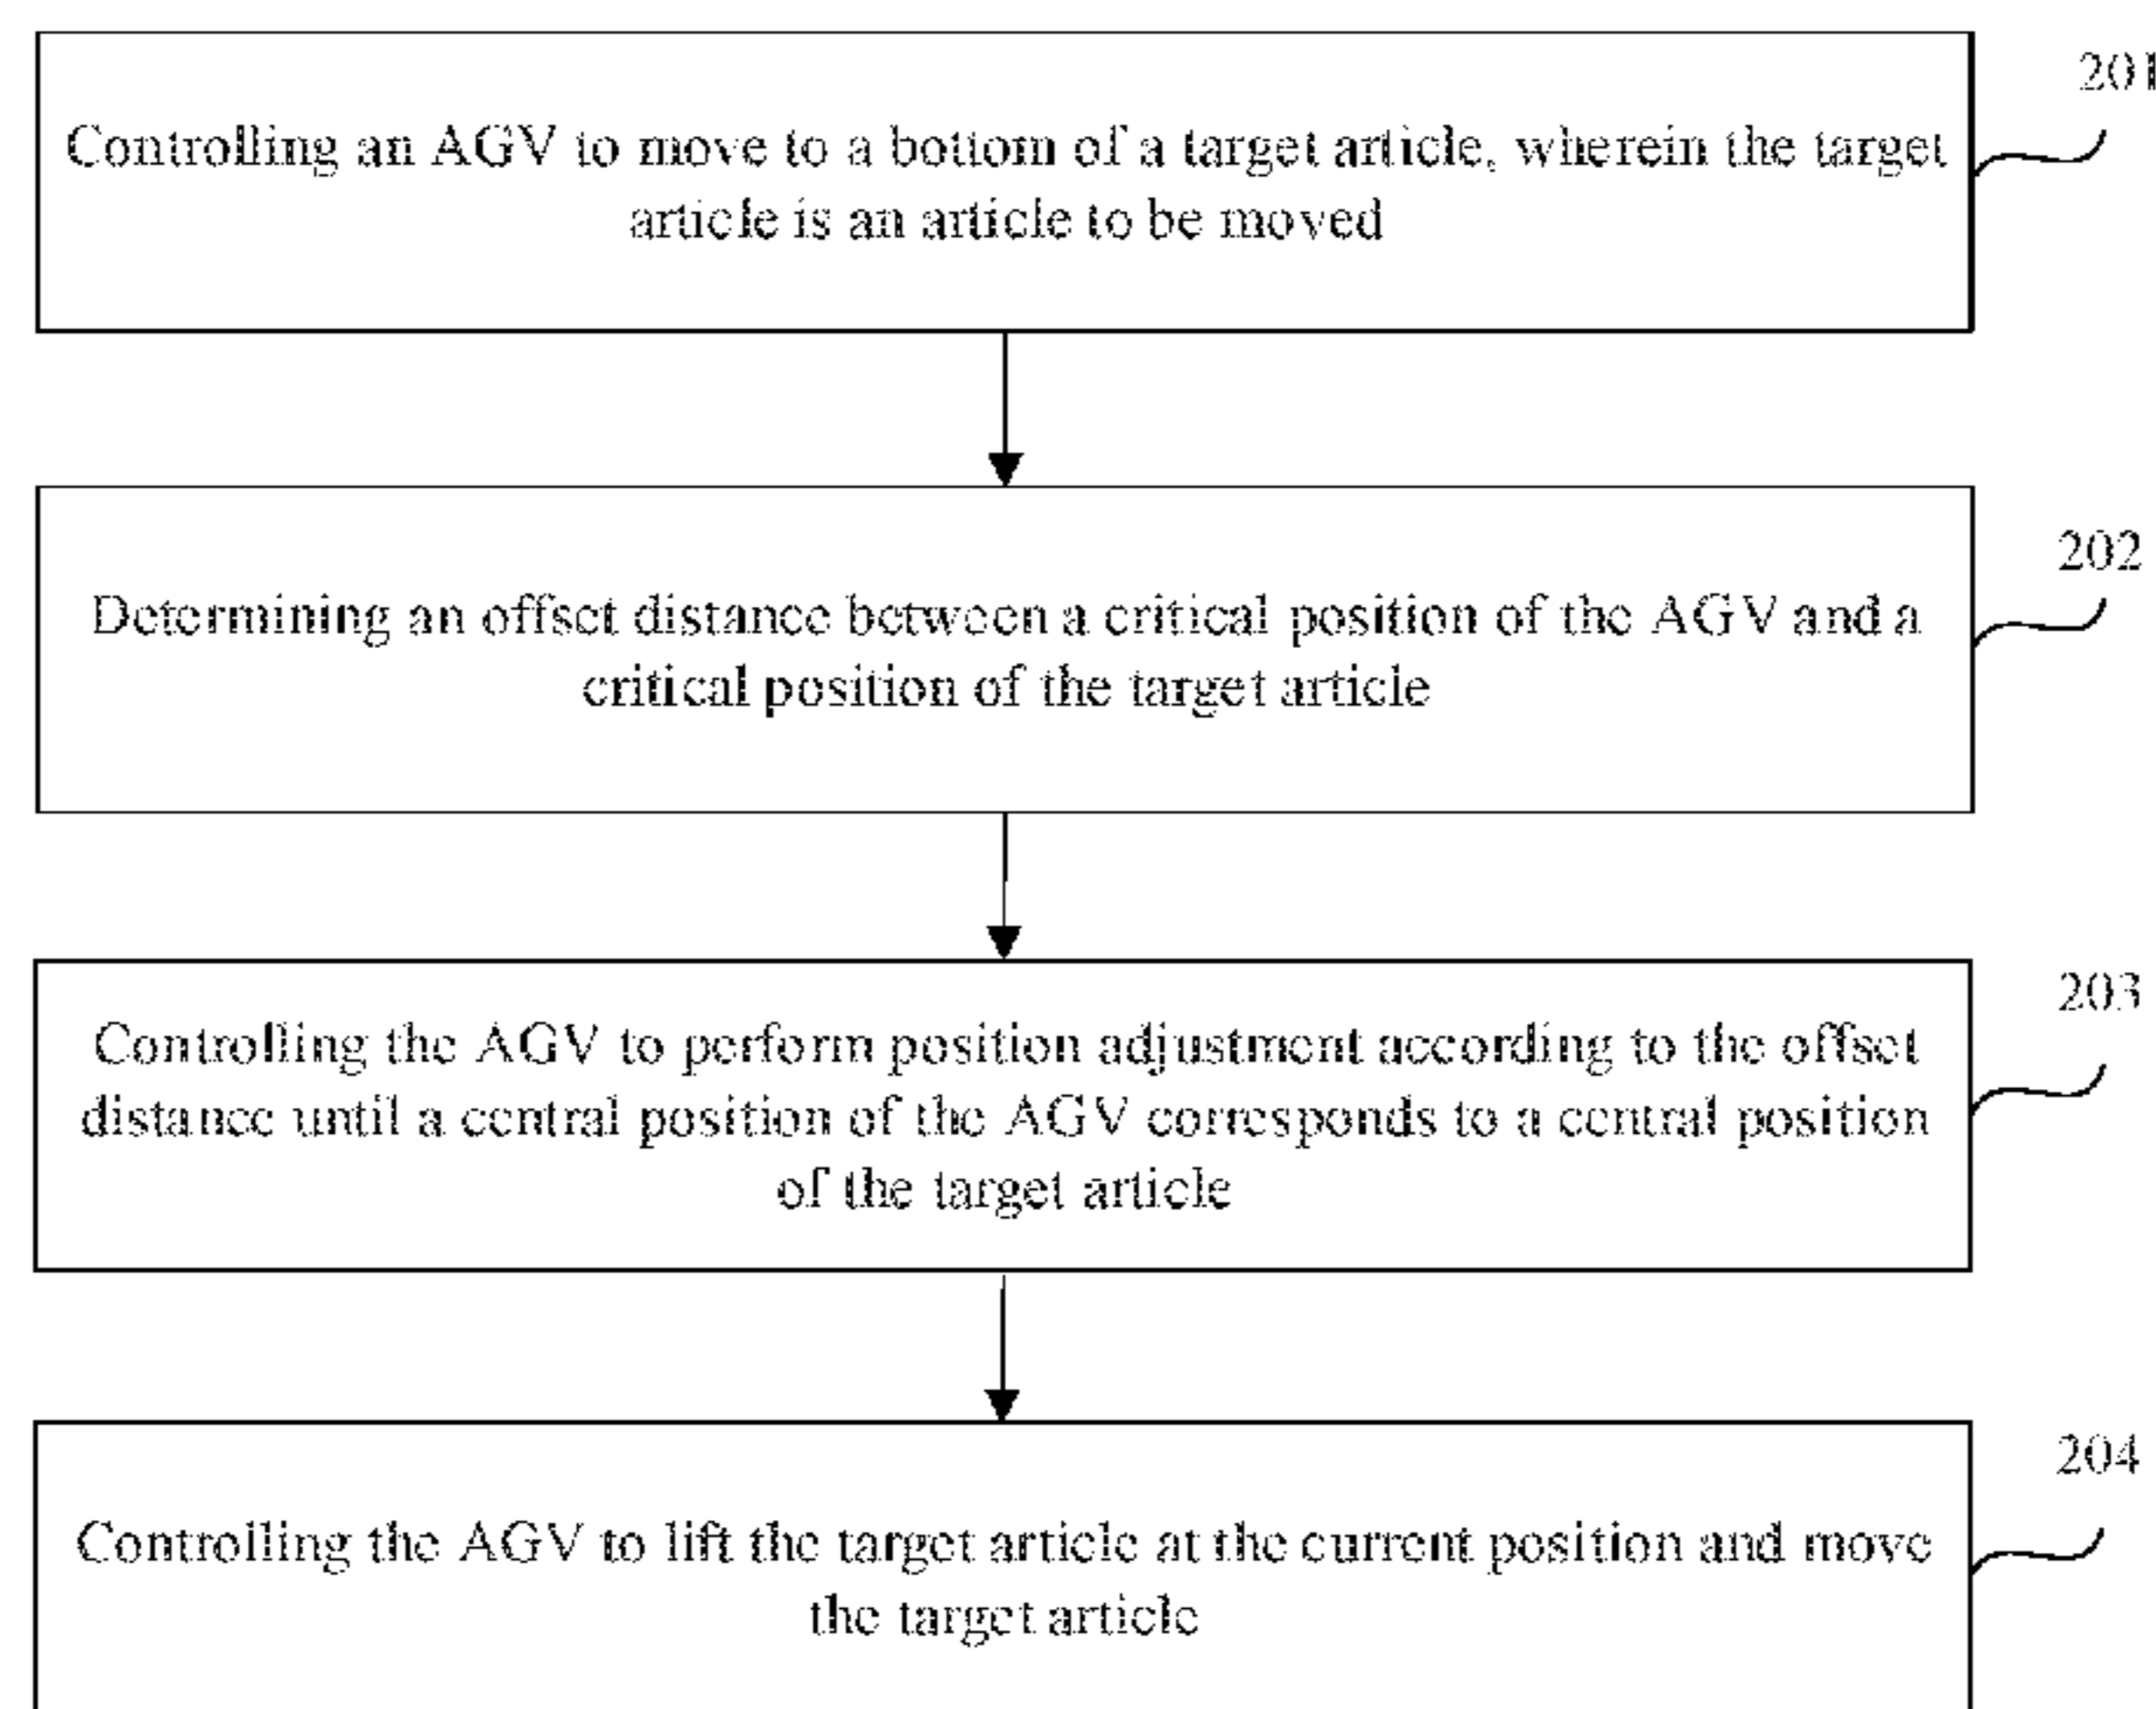 201
Controlling an AGV to move to a bottom of a target article, wherein the target
article is an article to be moved
202
Determining an offset distance between a critical position of the AGV and a
critical position of the target article
203
Controlling the AGV to perform position adjustment according to the offset
distance until a central position of the AGV corresponds to a central position
of the target article
204
Controlling the AGV to lift the target article at the current position and move
the target article